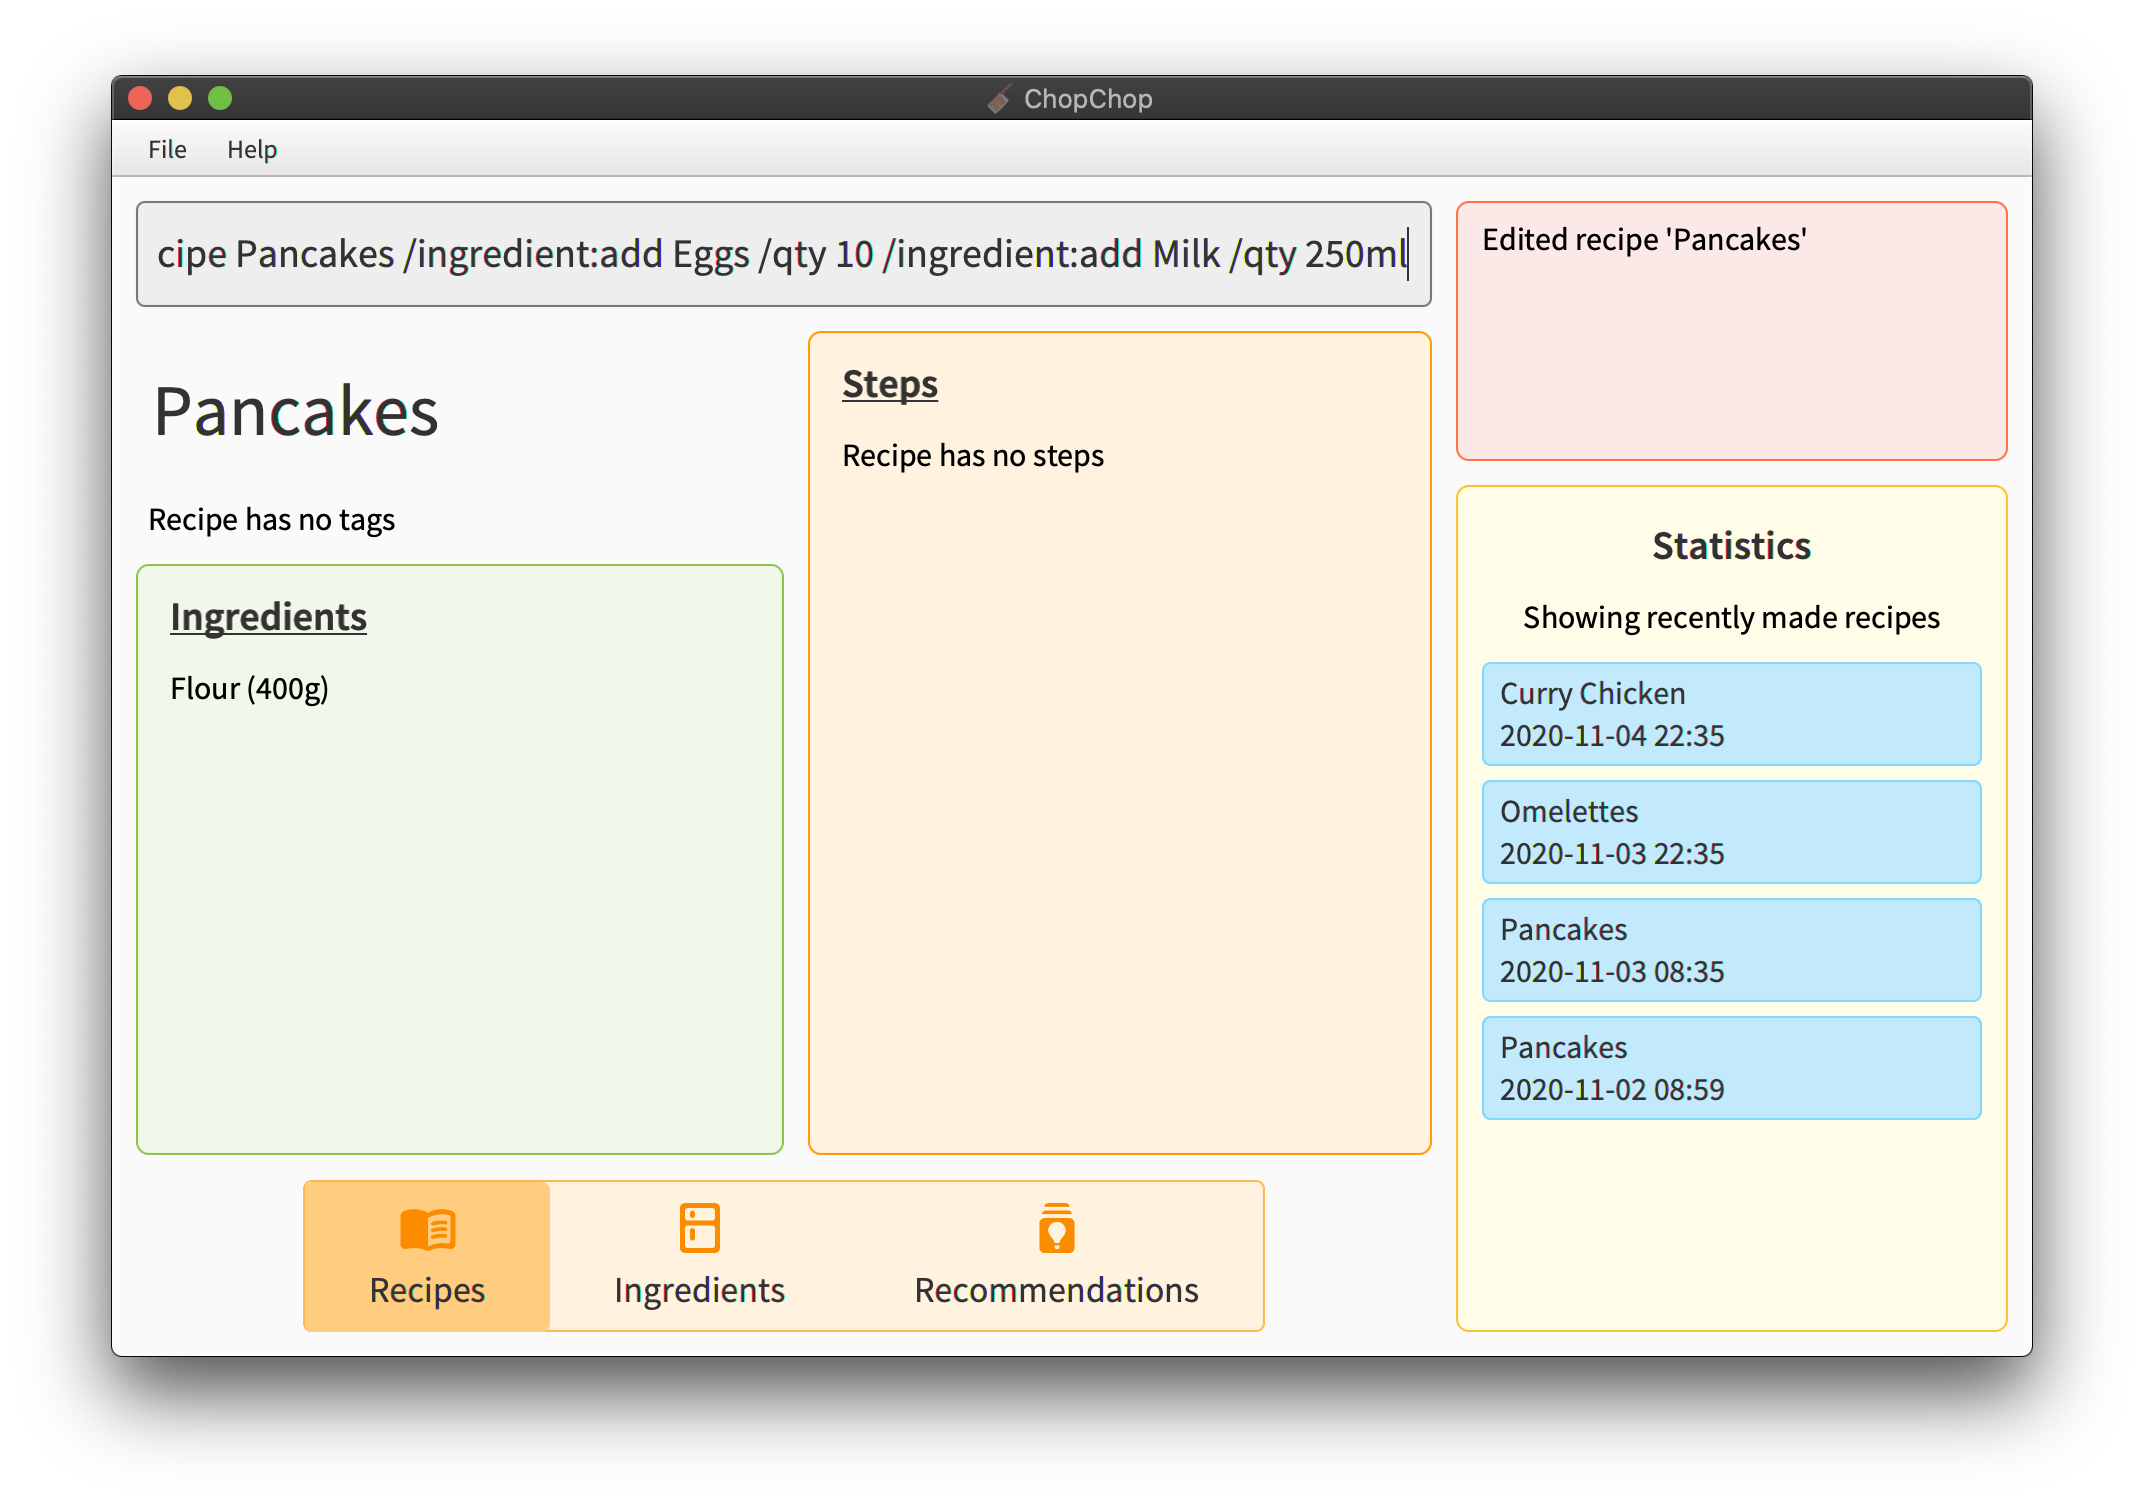 ChopChop
File Help
cipe Pancakes /ingredient:add Eggs /qty 10 /ingredient:add Milk /qty 250ml
Pancakes
Recipe has no tags
Ingredients
Flour (400g)
Steps
Recipe has no steps
Edited recipe 'Pancakes'
Statistics
Showing recently made recipes
Curry Chicken
2020-11-04 22:35
Omelettes
2020-11-03 22:35
Pancakes
2020-11-03 08:35
Pancakes
2020-11-02 08:59
Recipes Ingredients Recommendations